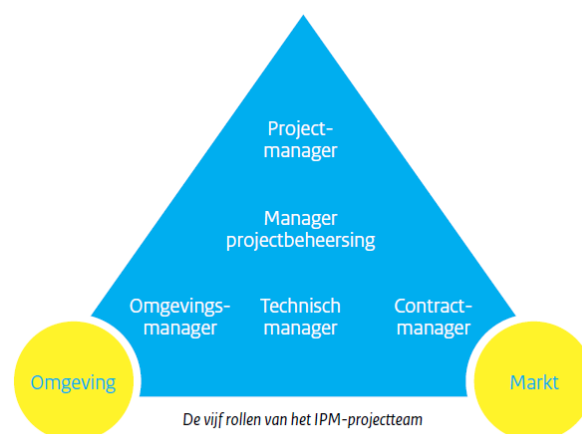 Project-
manager
Manager
projectbeheersing
Omgevings-
manager
Technisch
manager
Contract-
manager
Omgeving
Markt
De vijf rollen van het IPM-projectteam